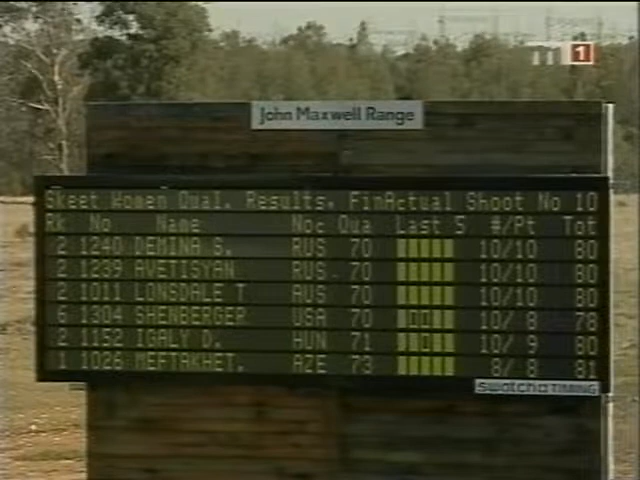 m1
John Maxwell Range
Skeet Women Qual. Results. FinActual Shoot No 10
Rk No Name Noc Qua Last 5 #/Pt Tot
2 1240 DEMINA S. RUS 70 10/10 80
2 1239 AVETISYAN RUS 70 10/10 80
2 1011 LONSDALE T AUS 70 10/10 80
6 1304 SHENBERGER USA 70 10/ 8 78
2 1152 IGALY D. HUN 71 10/ 9 80
1 1026 MEFTAKHET. AZE 73 8/ 8 81
swatch TIMING